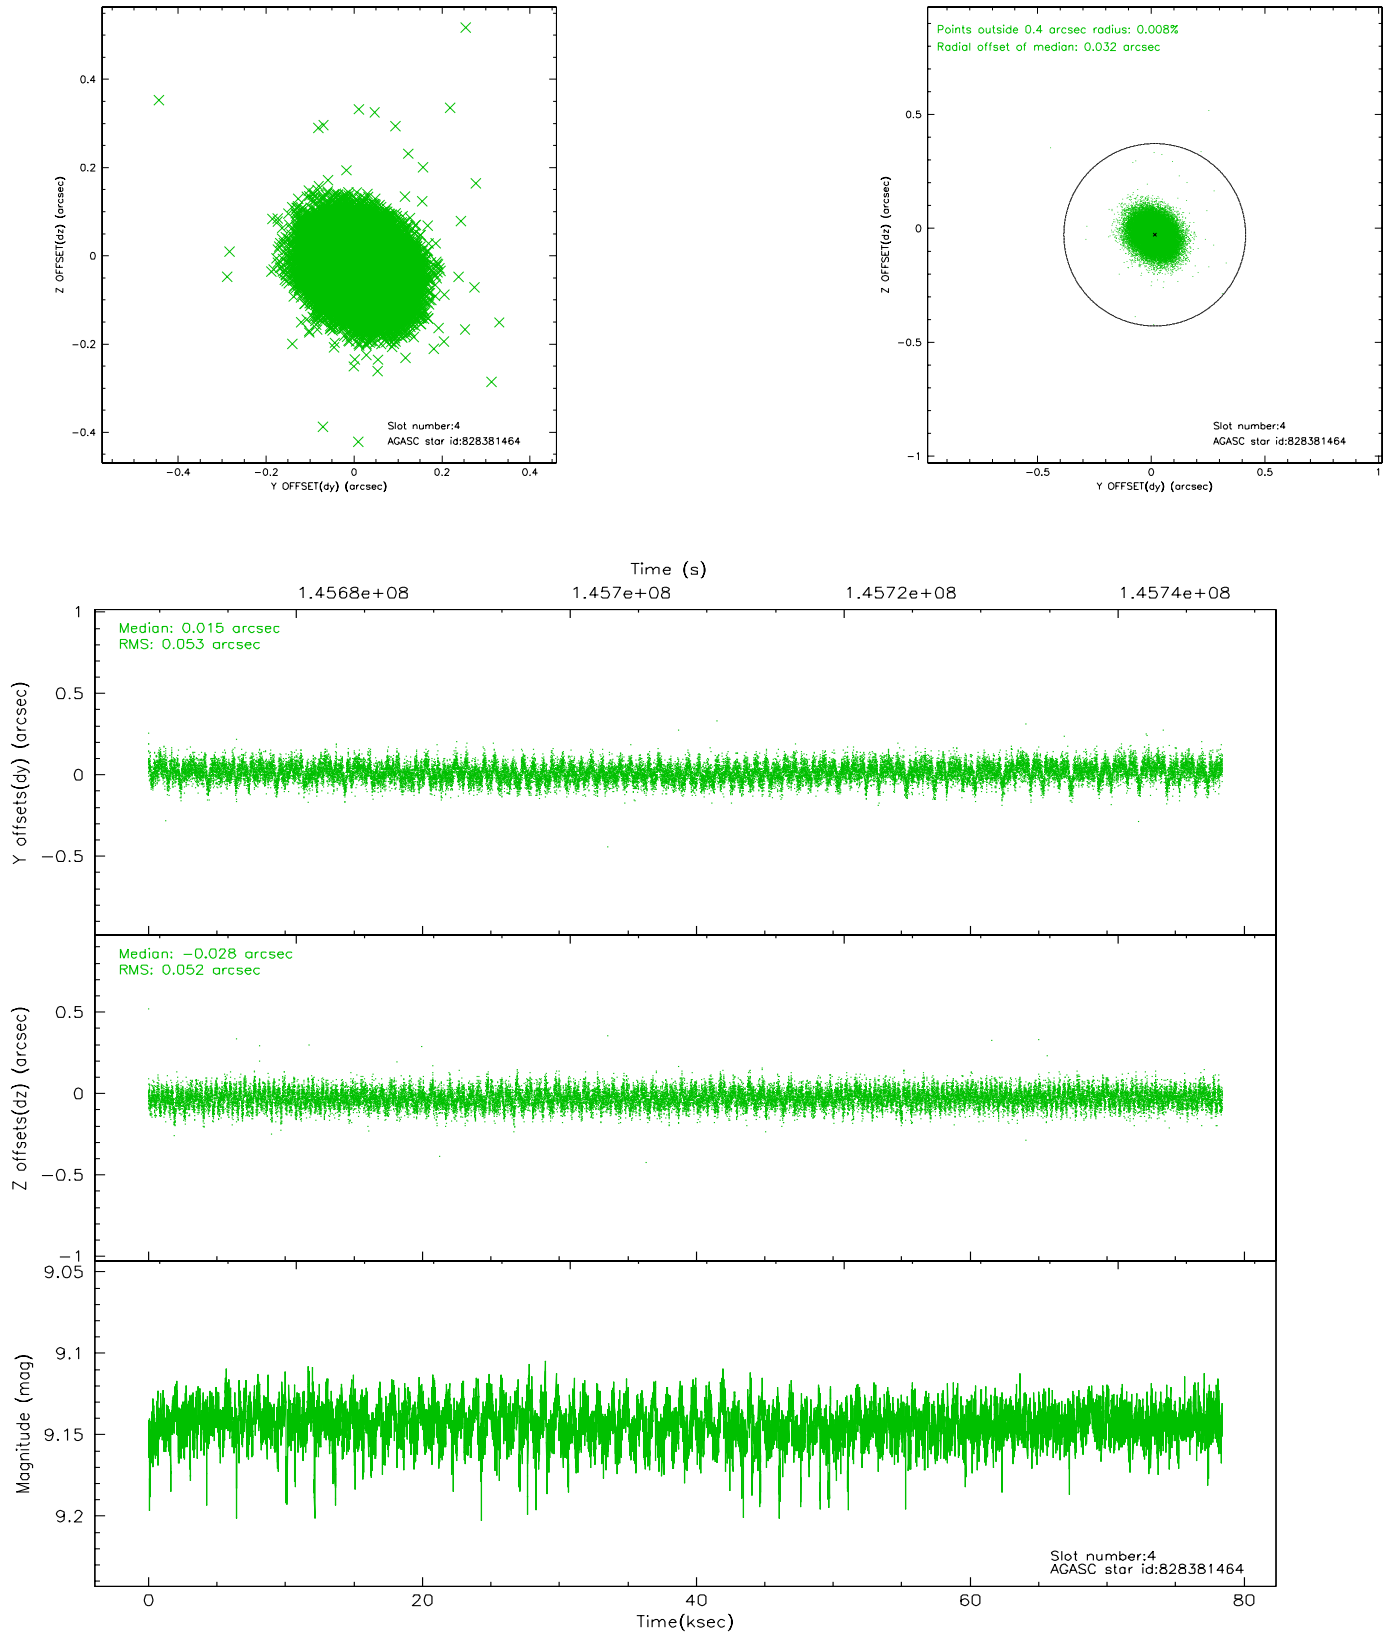 0.4
0.2
0
−0.2
−0.4
Z OFFSET(dz) (arcsec)
Slot number:4
AGASC star id:828381464
−0.4 −0.2 0 0.2 0.4
Y OFFSET(dy) (arcsec)
Points outside 0.4 arcsec radius: 0.008%
Radial offset of median: 0.032 arcsec
0.5
0
−0.5
−1
Z OFFSET(dz) (arcsec)
Slot number:4
AGASC star id:828381464
−0.5 0 0.5 1
Y OFFSET(dy) (arcsec)
Time (s)
1.4568e+08 1.457e+08 1.4572e+08 1.4574e+08
Median: 0.015 arcsec
RMS: 0.053 arcsec
1
0.5
0
−0.5
Y offsets(dy) (arcsec)
Median: −0.028 arcsec
RMS: 0.052 arcsec
0.5
0
−0.5
−1
Z offsets(dz) (arcsec)
9.05
9.1
9.15
9.2
Magnitude (mag)
Slot number:4
AGASC star id:828381464
0 20 40 60 80
Time(ksec)